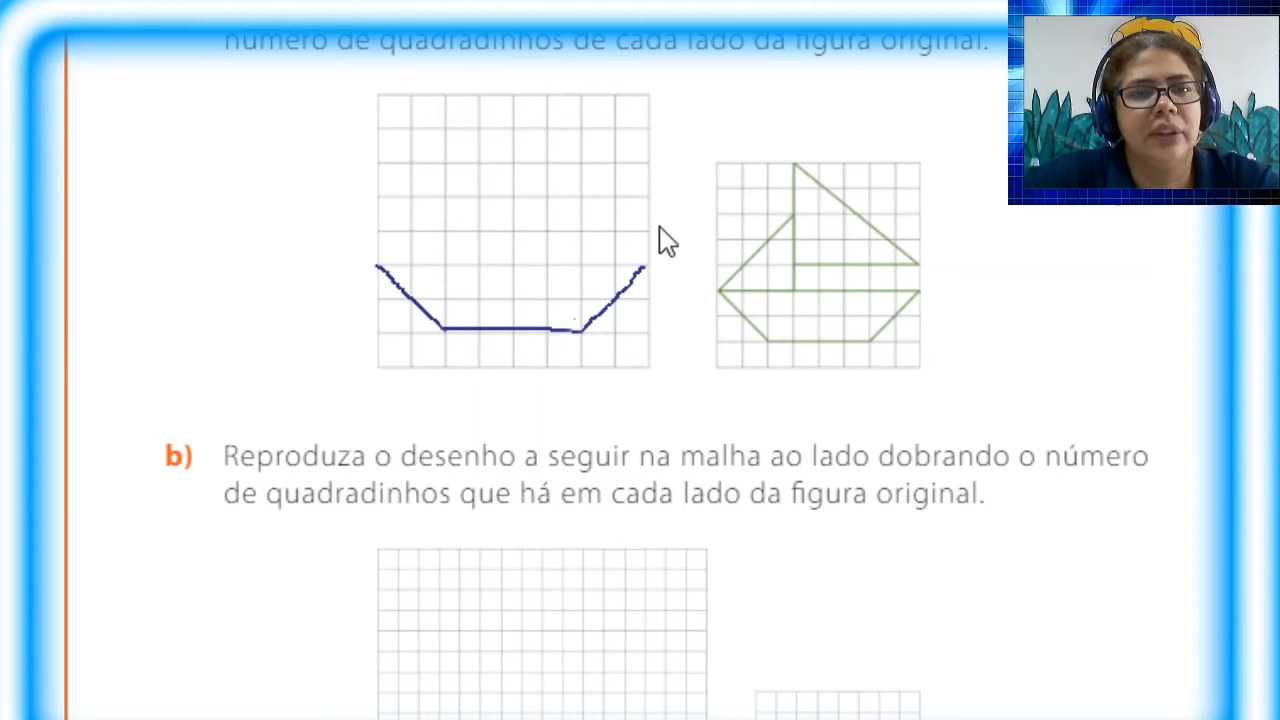 número de quadradinhos de cada lado da figura original.
b) Reproduza o desenho a seguir na malha ao lado dobrando o número
de quadradinhos que há em cada lado da figura original.